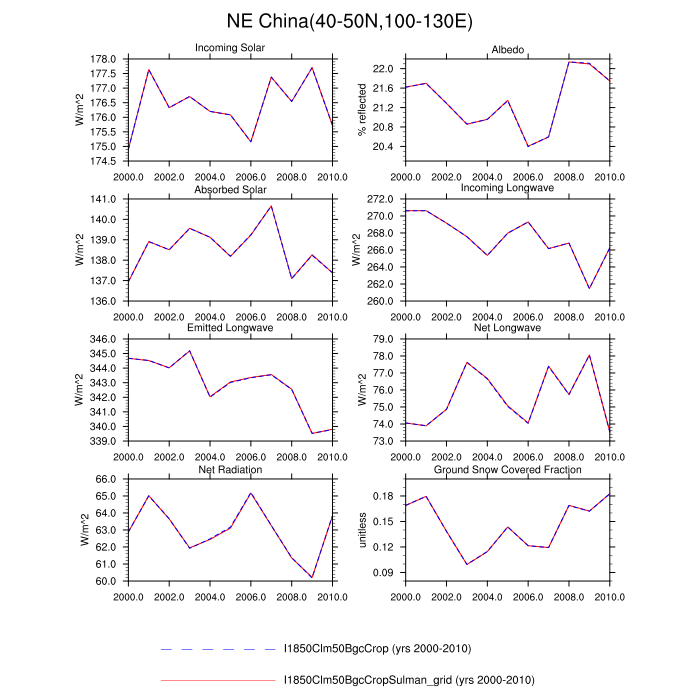 NE China(40-50N,100-130E)
Incoming Solar
W/m^2
178.0
177.5
177.0
176.5
176.0
175.5
175.0
174.5
2000.0 2002.0 2004.0 2006.0 2008.0 2010.0
Albedo
% reflected
22.0
21.6
21.2
20.8
20.4
2000.0 2002.0 2004.0 2006.0 2008.0 2010.0
Absorbed Solar
W/m^2
141.0
140.0
139.0
138.0
137.0
136.0
2000.0 2002.0 2004.0 2006.0 2008.0 2010.0
Incoming Longwave
W/m^2
272.0
270.0
268.0
266.0
264.0
262.0
260.0
2000.0 2002.0 2004.0 2006.0 2008.0 2010.0
Emitted Longwave
W/m^2
346.0
345.0
344.0
343.0
342.0
341.0
340.0
339.0
2000.0 2002.0 2004.0 2006.0 2008.0 2010.0
Net Longwave
W/m^2
79.0
78.0
77.0
76.0
75.0
74.0
73.0
2000.0 2002.0 2004.0 2006.0 2008.0 2010.0
Net Radiation
W/m^2
66.0
65.0
64.0
63.0
62.0
61.0
60.0
2000.0 2002.0 2004.0 2006.0 2008.0 2010.0
Ground Snow Covered Fraction
unitless
0.18
0.15
0.12
0.09
2000.0 2002.0 2004.0 2006.0 2008.0 2010.0
I1850Clm50BgcCrop (yrs 2000-2010)
I1850Clm50BgcCropSulman_grid (yrs 2000-2010)